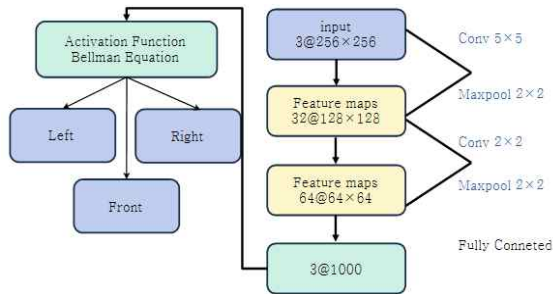 Activation Function
Bellman Equation
Left
Right
Front
input
3@256×256
Feature maps
32@128×128
Feature maps
64@64×64
3@1000
Conv 5×5
Maxpool 2×2
Conv 2×2
Maxpool 2×2
Fully Conneted